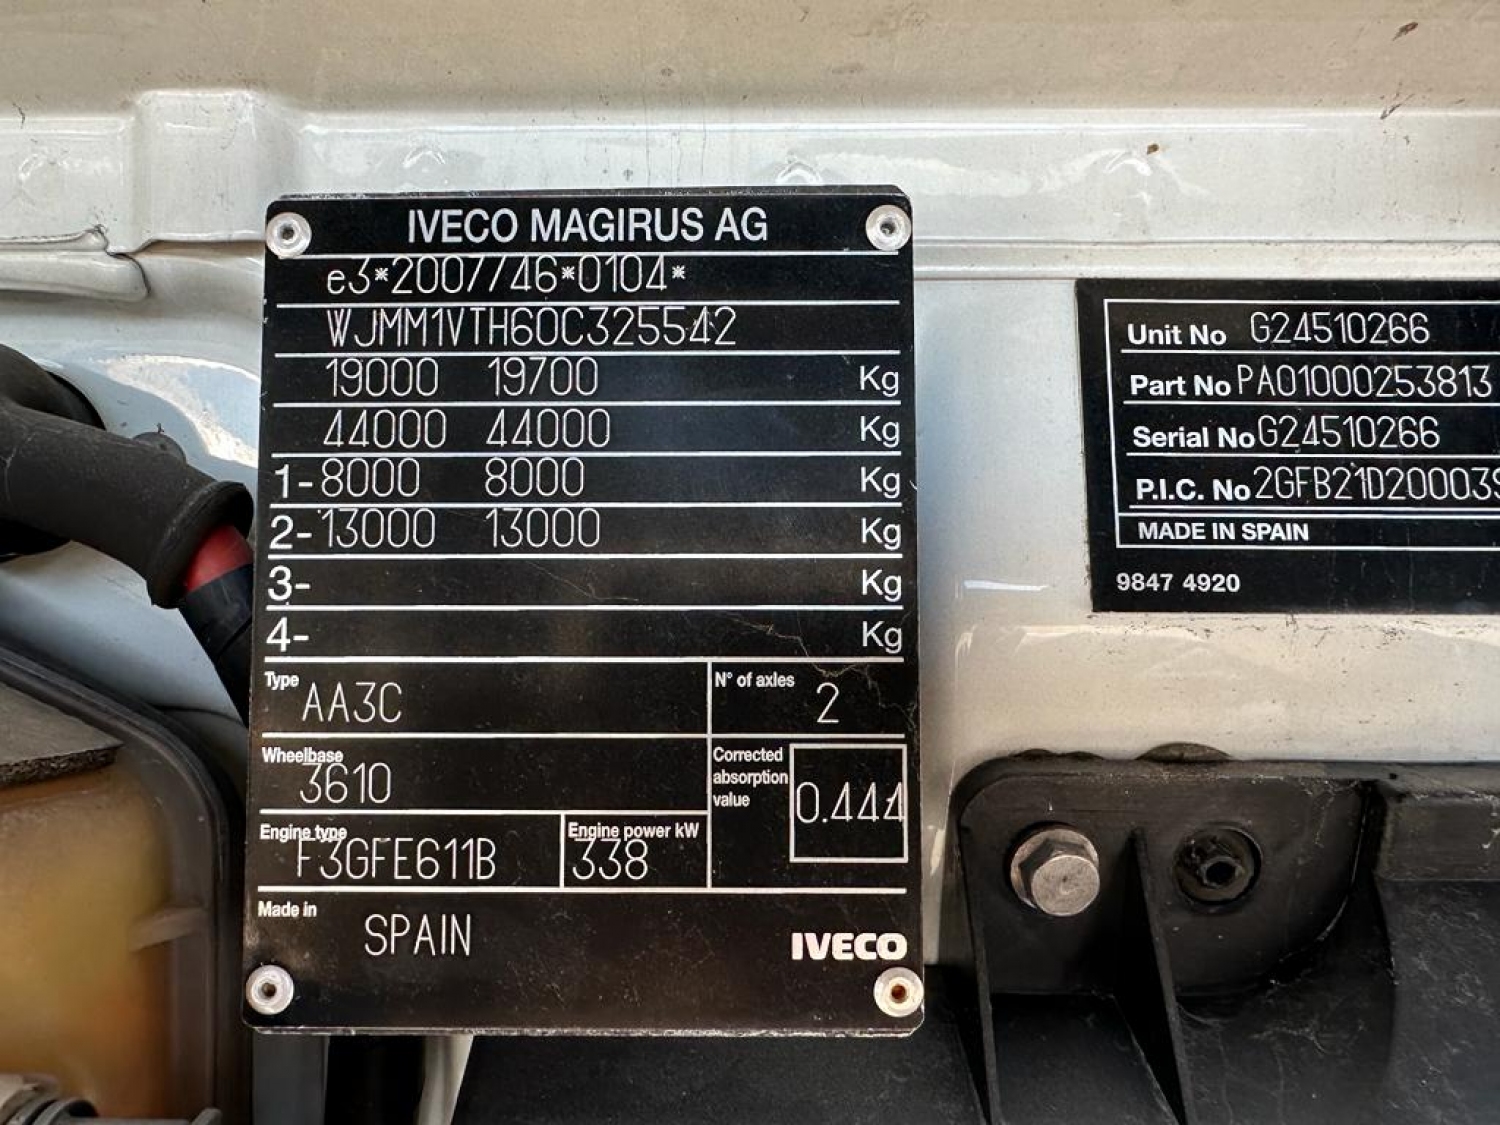 IVECO MAGIRUS AG
e3*2007/46*0104*
WJMM1VTH60C325542
19000 19700 Kg
44000 44000 Kg
1-8000 8000 Kg
2-13000 13000 Kg
3- Kg
4- Kg
Type AA3C N° of axles 2
Wheelbase 3610 Corrected absorption value 0.444
Engine type F3GFE611B Engine power kW 338
Made in SPAIN
IVECO
Unit No G24510266
Part No PA01000253813
Serial No G24510266
P.I.C. No 2GFB21D20003
MADE IN SPAIN
9847 4920